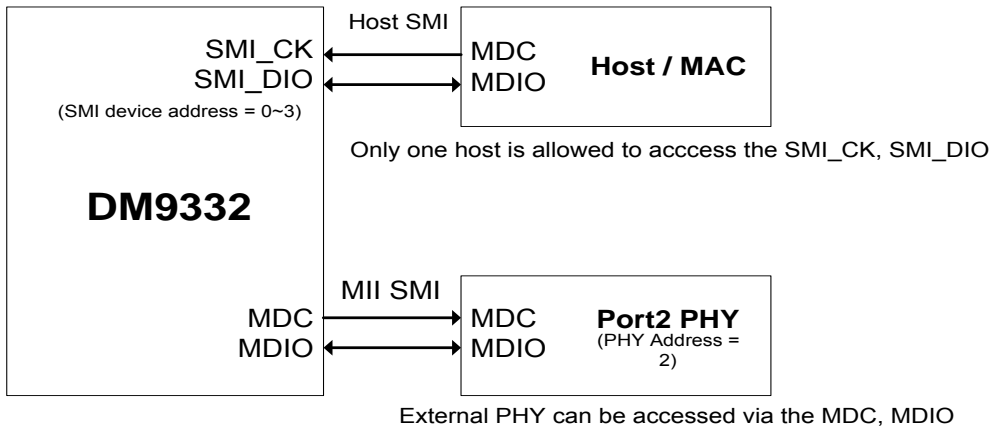 Host SMI
SMI_CK
MDC
SMI_DIO
MDIO
Host / MAC
(SMI device address = 0~3)
Only one host is allowed to acccess the SMI_CK, SMI_DIO
DM9332
MII SMI
MDC
MDC
MDIO
MDIO
Port2 PHY
(PHY Address =
2)
External PHY can be accessed via the MDC, MDIO